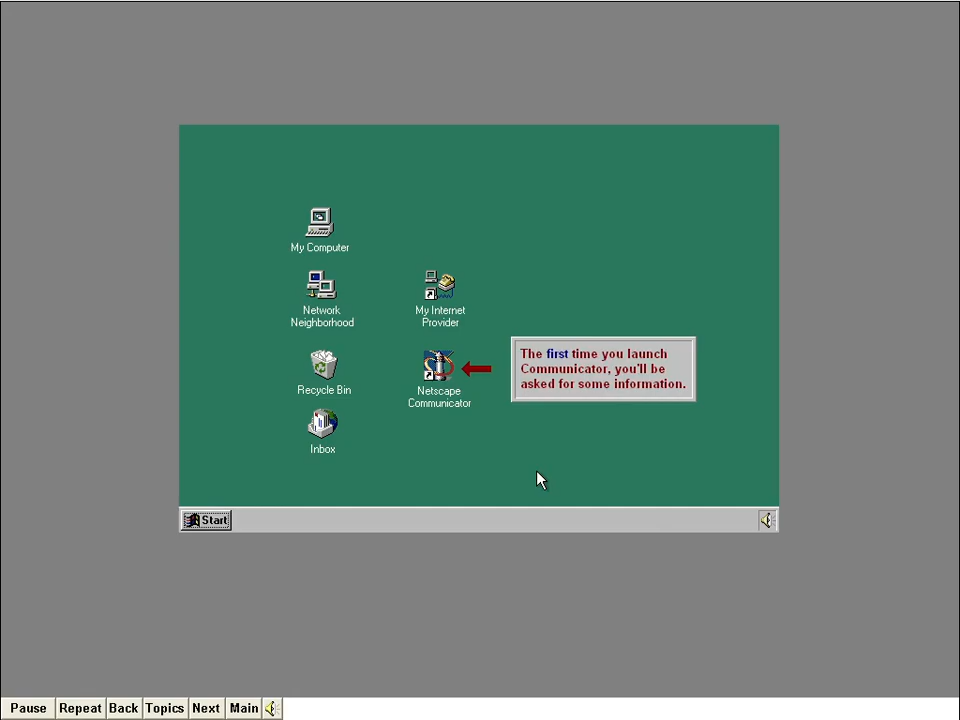 My Computer
Network
Neighborhood
My Internet
Provider
Recycle Bin
Netscape
Communicator
The first time you launch
Communicator, you'll be
asked for some information.
Inbox
Start
Pause Repeat Back Topics Next Main